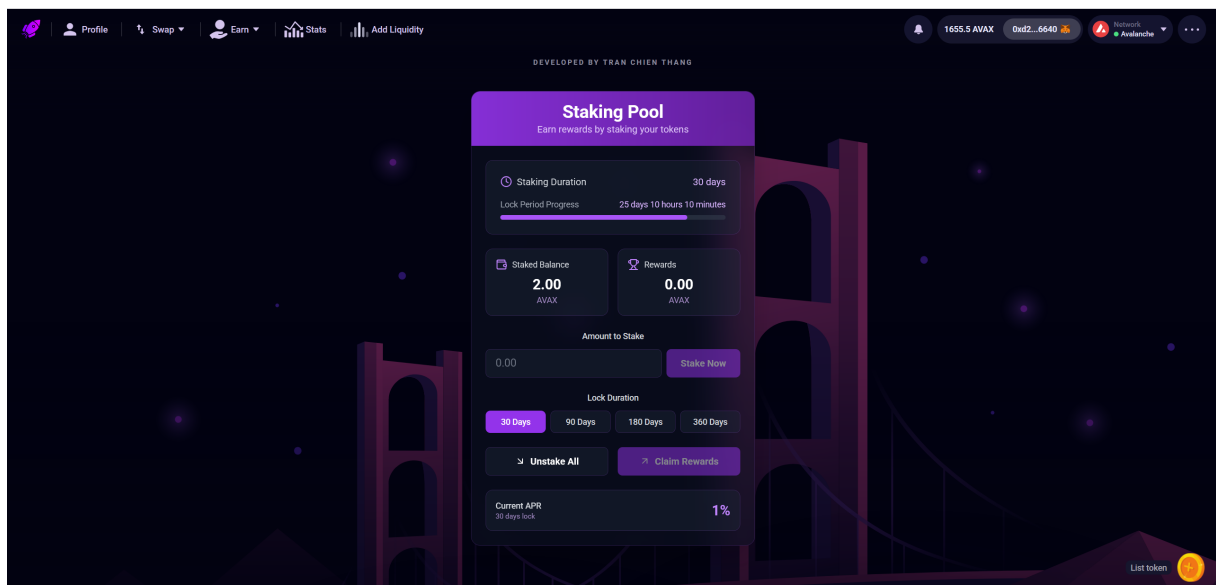 Profile
Swap
Earn
Stats
Add Liquidity
1655.5 AVAX
0xd2...6640
Network
Avalanche
DEVELOPED BY TRAN CHIEN THANG
Staking Pool
Earn rewards by staking your tokens
Staking Duration 30 days
Lock Period Progress 25 days 10 hours 10 minutes
Staked Balance
2.00
AVAX
Rewards
0.00
AVAX
Amount to Stake
0.00
Stake Now
Lock Duration
30 Days
90 Days
180 Days
360 Days
Unstake All
Claim Rewards
Current APR
30 days lock
1%
List token